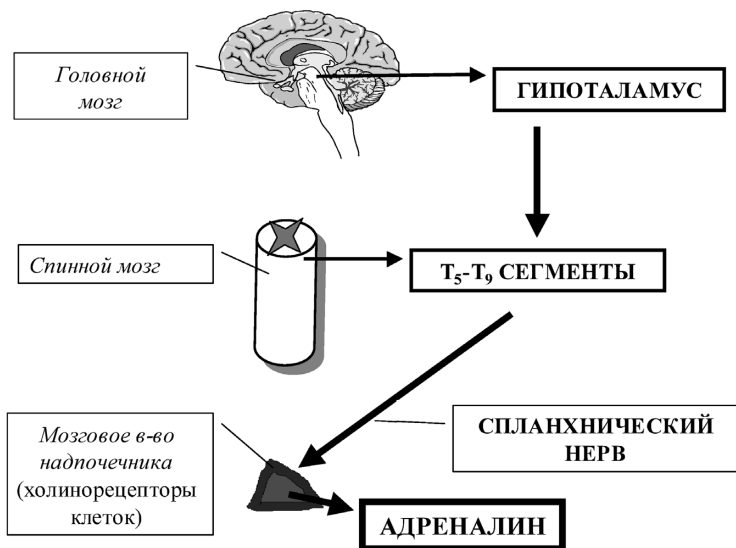 Головной
мозг
ГИПОТАЛАМУС
Спинной мозг
T₅-T₉ СЕГМЕНТЫ
Мозговое в-во
надпочечника
(холинорецепторы
клеток)
СПЛАНХНИЧЕСКИЙ
НЕРВ
АДРЕНАЛИН